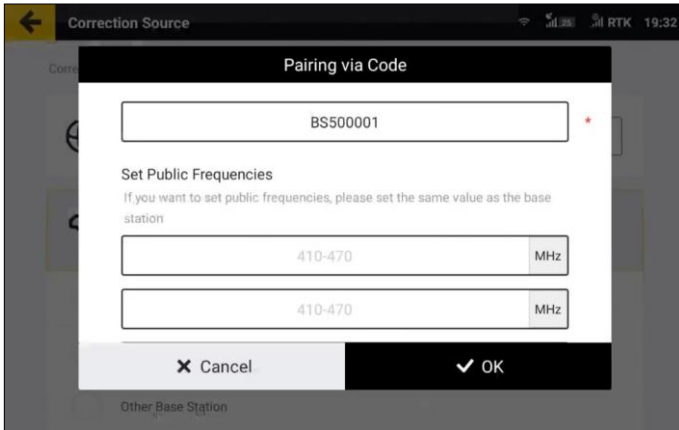 Correction Source
25 RTK 19:32
Corre
Pairing via Code
BS500001 *
Set Public Frequencies
If you want to set public frequencies, please set the same value as the base
station
410-470 MHz
410-470 MHz
Cancel OK
Other Base Station